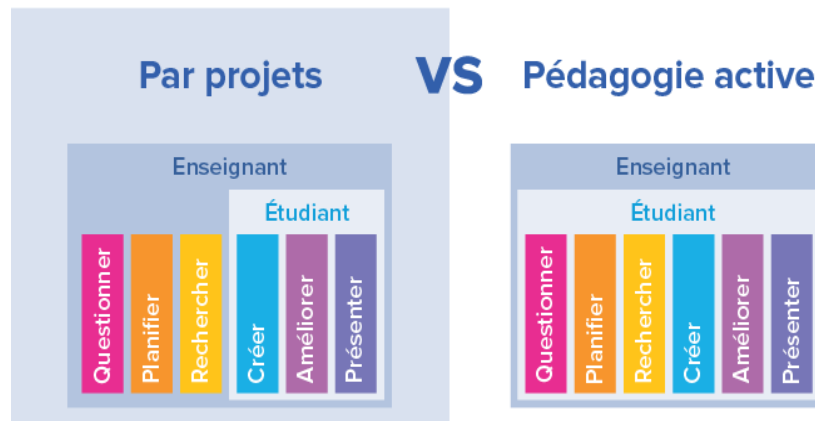 Par projets
VS
Pédagogie active
Enseignant
Étudiant
Questionner
Planifier
Rechercher
Créer
Améliorer
Présenter
Enseignant
Étudiant
Questionner
Planifier
Rechercher
Créer
Améliorer
Présenter